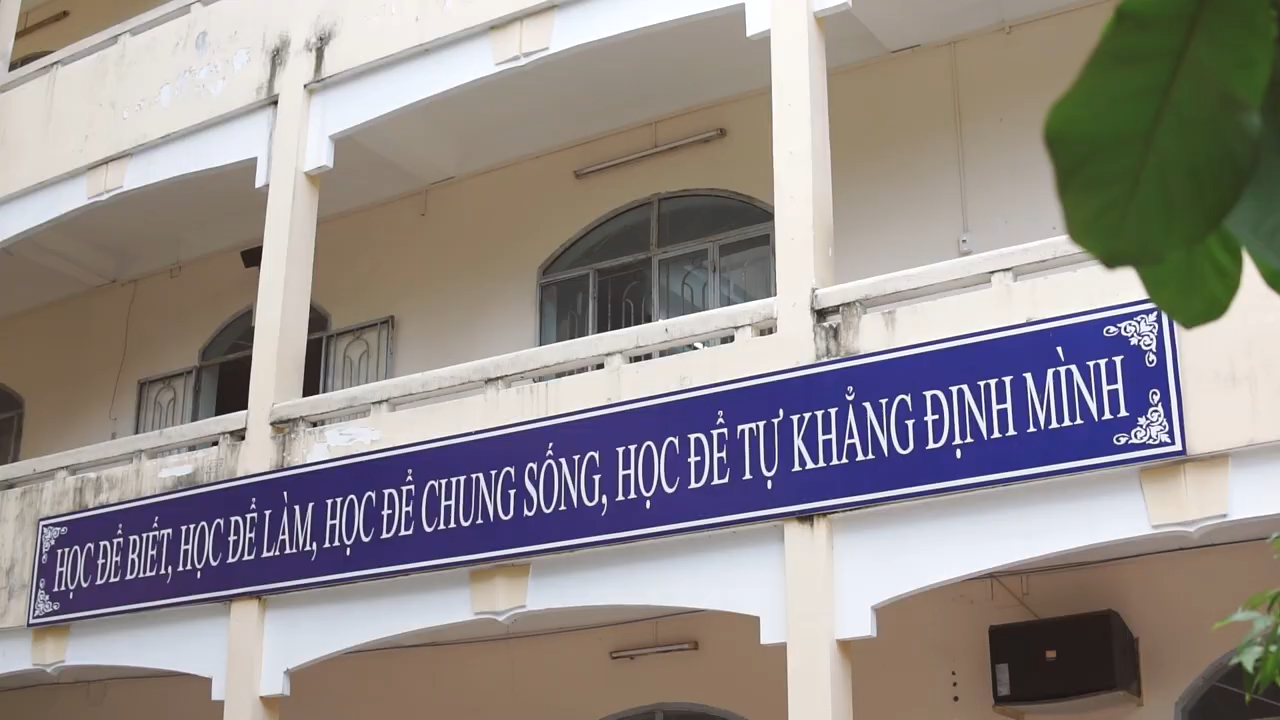 HỌC ĐỂ BIẾT, HỌC ĐỂ LÀM, HỌC ĐỂ CHUNG SỐNG, HỌC ĐỂ TỰ KHẲNG ĐỊNH MÌNH